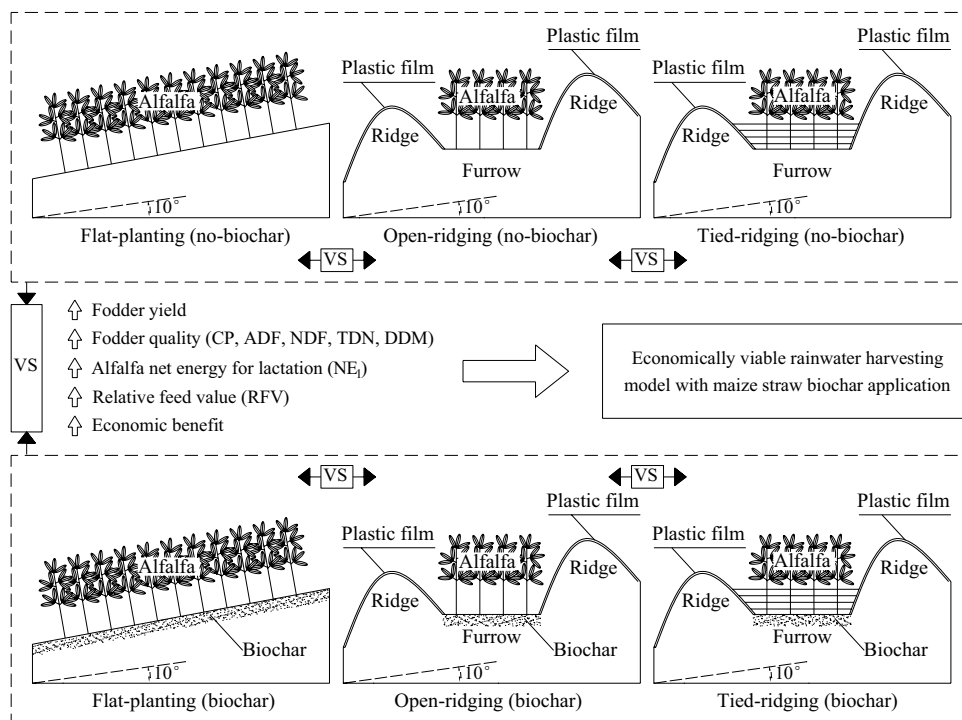 Plastic film
Plastic film
Plastic film
Plastic film
Alfalfa
Alfalfa
Alfalfa
Ridge
Ridge
Ridge
Ridge
Furrow
Furrow
10°
10°
10°
Flat-planting (no-biochar)
Open-ridging (no-biochar)
Tied-ridging (no-biochar)
VS
VS
VS
Fodder yield
Fodder quality (CP, ADF, NDF, TDN, DDM)
Alfalfa net energy for lactation (NEl)
Relative feed value (RFV)
Economic benefit
Economically viable rainwater harvesting
model with maize straw biochar application
VS
VS
Plastic film
Plastic film
Plastic film
Plastic film
Alfalfa
Alfalfa
Alfalfa
Ridge
Ridge
Ridge
Ridge
Biochar
Furrow
Biochar
Furrow
Biochar
10°
10°
10°
Flat-planting (biochar)
Open-ridging (biochar)
Tied-ridging (biochar)